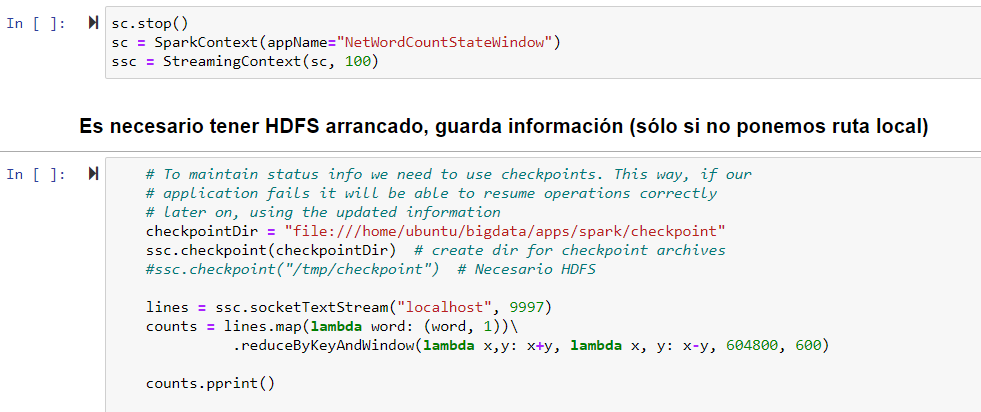 In [ ]:
sc.stop()
sc = SparkContext(appName="NetWordCountStateWindow")
ssc = StreamingContext(sc, 100)
Es necesario tener HDFS arrancado, guarda información (sólo si no ponemos ruta local)
In [ ]:
# To maintain status info we need to use checkpoints. This way, if our
# application fails it will be able to resume operations correctly
# later on, using the updated information
checkpointDir = "file:///home/ubuntu/bigdata/apps/spark/checkpoint"
ssc.checkpoint(checkpointDir)  # create dir for checkpoint archives
#ssc.checkpoint("/tmp/checkpoint")  # Necesario HDFS
lines = ssc.socketTextStream("localhost", 9997)
counts = lines.map(lambda word: (word, 1))\
.reduceByKeyAndWindow(lambda x,y: x+y, lambda x, y: x-y, 604800, 600)
counts.pprint()